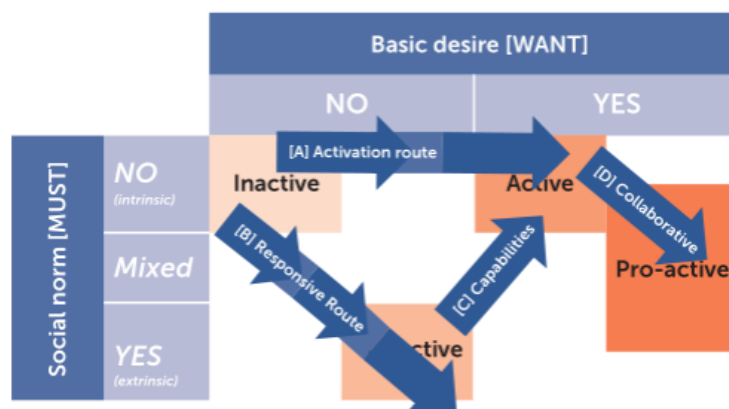 Basic desire [WANT]
NO
YES
Social norm [MUST]
NO
(intrinsic)
Mixed
YES
(extrinsic)
Inactive
[A] Activation route
Active
[B] Responsive Route
[C] Capabilities
[D] Collaborative
Pro-active
ctive